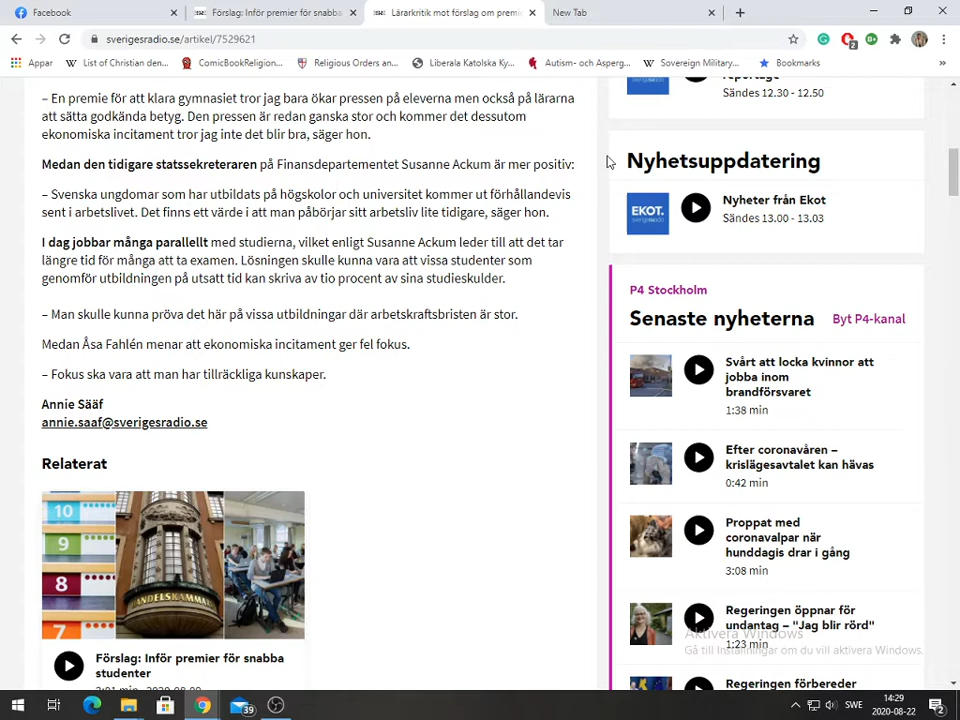 Facebook
Förslag: Inför premier för snabba
Lärarkritik mot förslag om premie
New Tab
sverigesradio.se/artikel/7529621
2
Appar
List of Christian den...
ComicBookReligion...
Religious Orders an...
Liberala Katolska Ky...
Autism- och Asperg...
Sovereign Military...
Bookmarks
»
– En premie för att klara gymnasiet tror jag bara ökar pressen på eleverna men också på lärarna
att sätta godkända betyg. Den pressen är redan ganska stor och kommer det dessutom
ekonomiska incitament tror jag inte det blir bra, säger hon.
Medan den tidigare statssekreteraren på Finansdepartementet Susanne Ackum är mer positiv:
– Svenska ungdomar som har utbildats på högskolor och universitet kommer ut förhållandevis
sent i arbetslivet. Det finns ett värde i att man påbörjar sitt arbetsliv lite tidigare, säger hon.
I dag jobbar många parallellt med studierna, vilket enligt Susanne Ackum leder till att det tar
längre tid för många att ta examen. Lösningen skulle kunna vara att vissa studenter som
genomför utbildningen på utsatt tid kan skriva av tio procent av sina studieskulder.
– Man skulle kunna pröva det här på vissa utbildningar där arbetskraftsbristen är stor.
Medan Åsa Fahlén menar att ekonomiska incitament ger fel fokus.
– Fokus ska vara att man har tillräckliga kunskaper.
Annie Sääf
annie.saaf@sverigesradio.se
Relaterat
10
9
8
7
HANDELSKAMMA
Förslag: Inför premier för snabba
studenter
reportage
Sändes 12.30 - 12.50
Nyhetsuppdatering
EKOT.
Nyheter från Ekot
Sändes 13.00 - 13.03
P4 Stockholm
Senaste nyheterna
Byt P4-kanal
Svårt att locka kvinnor att
jobba inom
brandförsvaret
1:38 min
Efter coronavåren –
krislägesavtalet kan hävas
0:42 min
Proppat med
coronavalpar när
hunddagis drar i gång
3:08 min
Regeringen öppnar för
undantag – "Jag blir rörd"
1:23 min
Regeringen förbereder
Aktivera Windows
Gå till Inställningar om du vill aktivera Windows.
39
SWE
14:29
2020-08-22
2